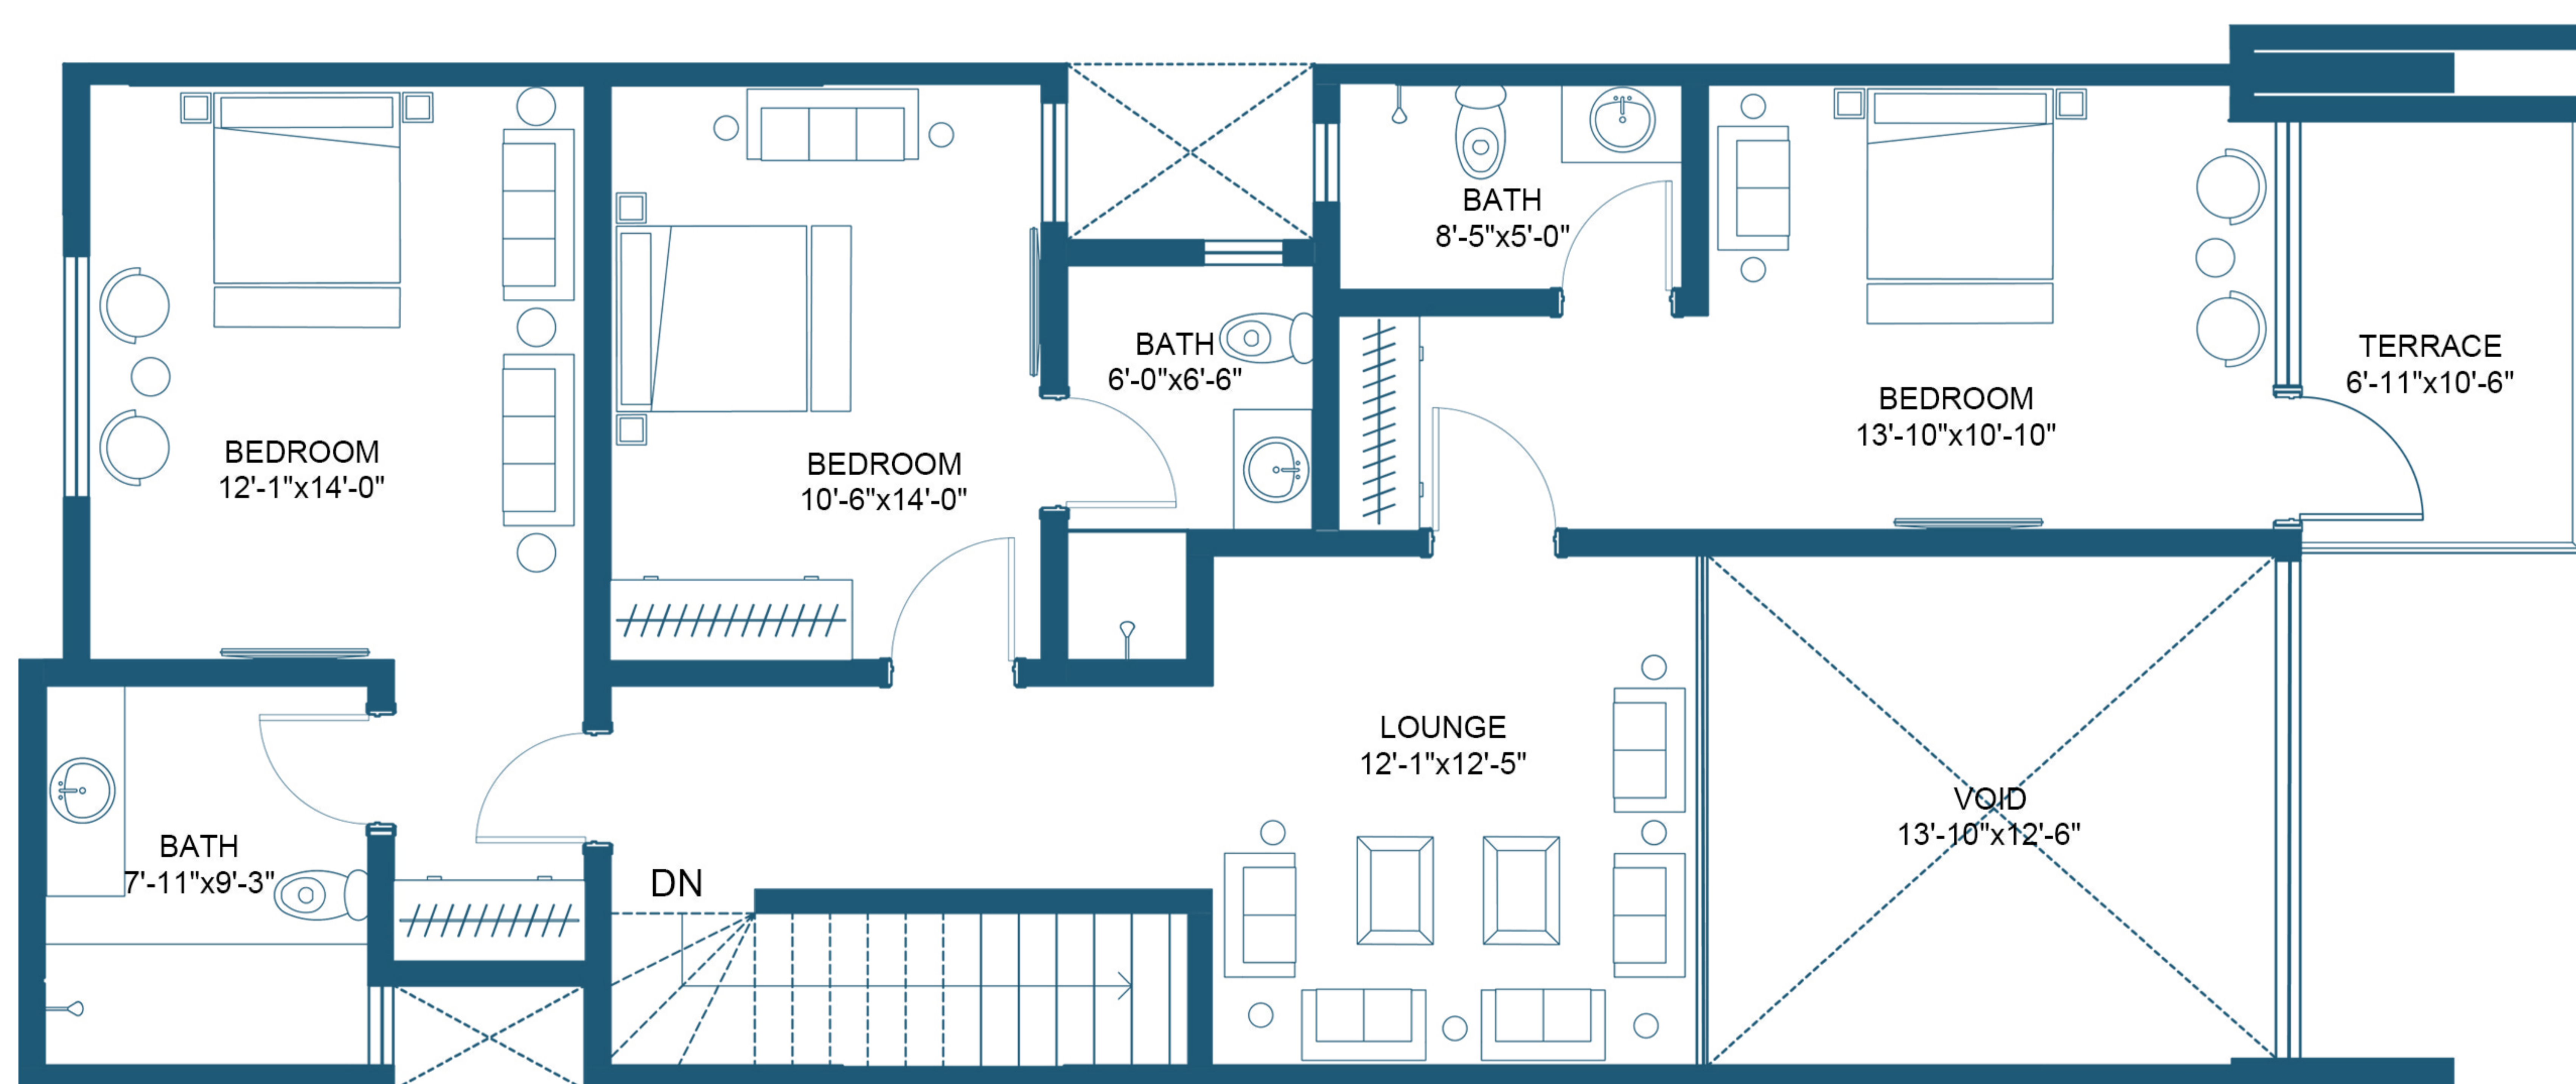 BATH
8'-5"x5'-0"
BATH
6'-0"x6'-6"
TERRACE
6'-11"x10'-6"
BEDROOM
13'-10"x10'-10"
BEDROOM
12'-1"x14'-0"
BEDROOM
10'-6"x14'-0"
LOUNGE
12'-1"x12'-5"
VOID
13'-10"x12'-6"
BATH
7'-11"x9'-3"
DN